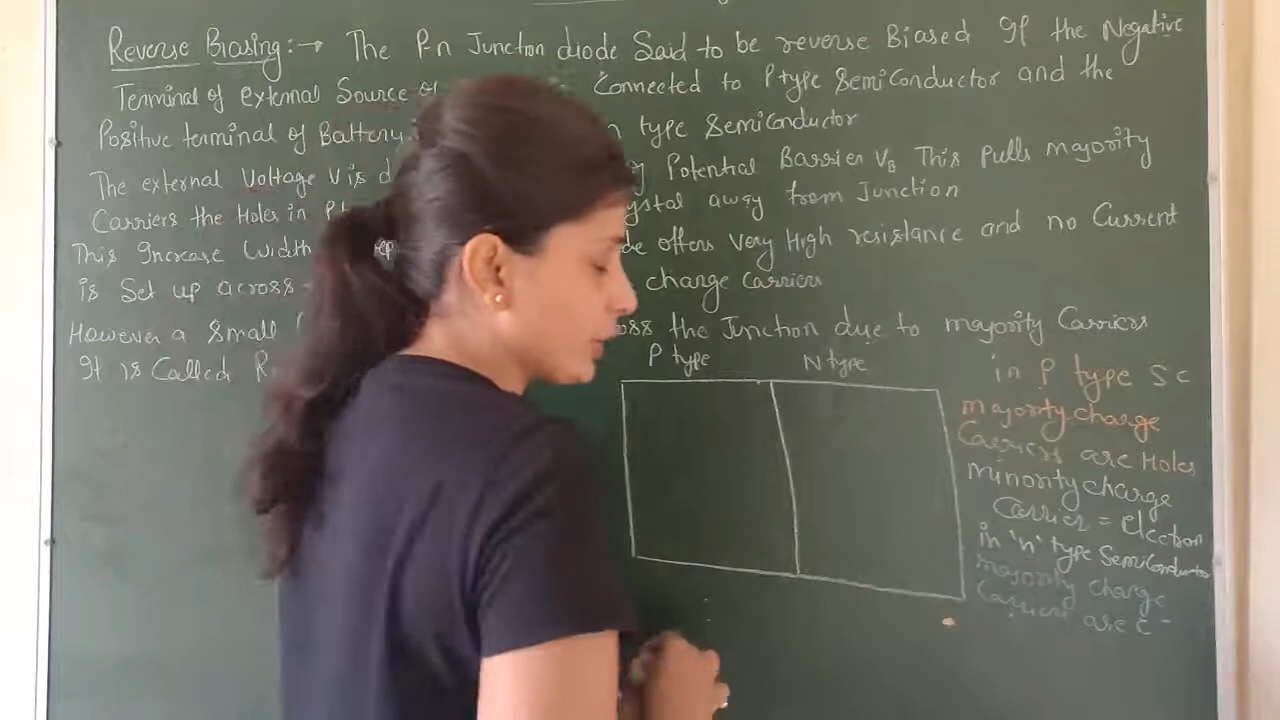 Reverse Biasing:→ The P-n Junction diode Said to be reverse Biased If the Negative
Terminal of external Source Connected to P type SemiConductor and the
Positive terminal of Battery n type SemiConductor
The external Voltage V is Potential Barrier VB This pulls majority
Carriers the Holes in away from Junction
This Increase Width offers Very High resistance and no Current
is Set up across charge Carriers
However a Small the Junction due to majority Carriers
It is Called
P type N type
in P type SC
majority charge
Carriers are Holes
minority charge
Carrier = Electron
in 'n' type SemiConductor
majority charge
Carriers are e-